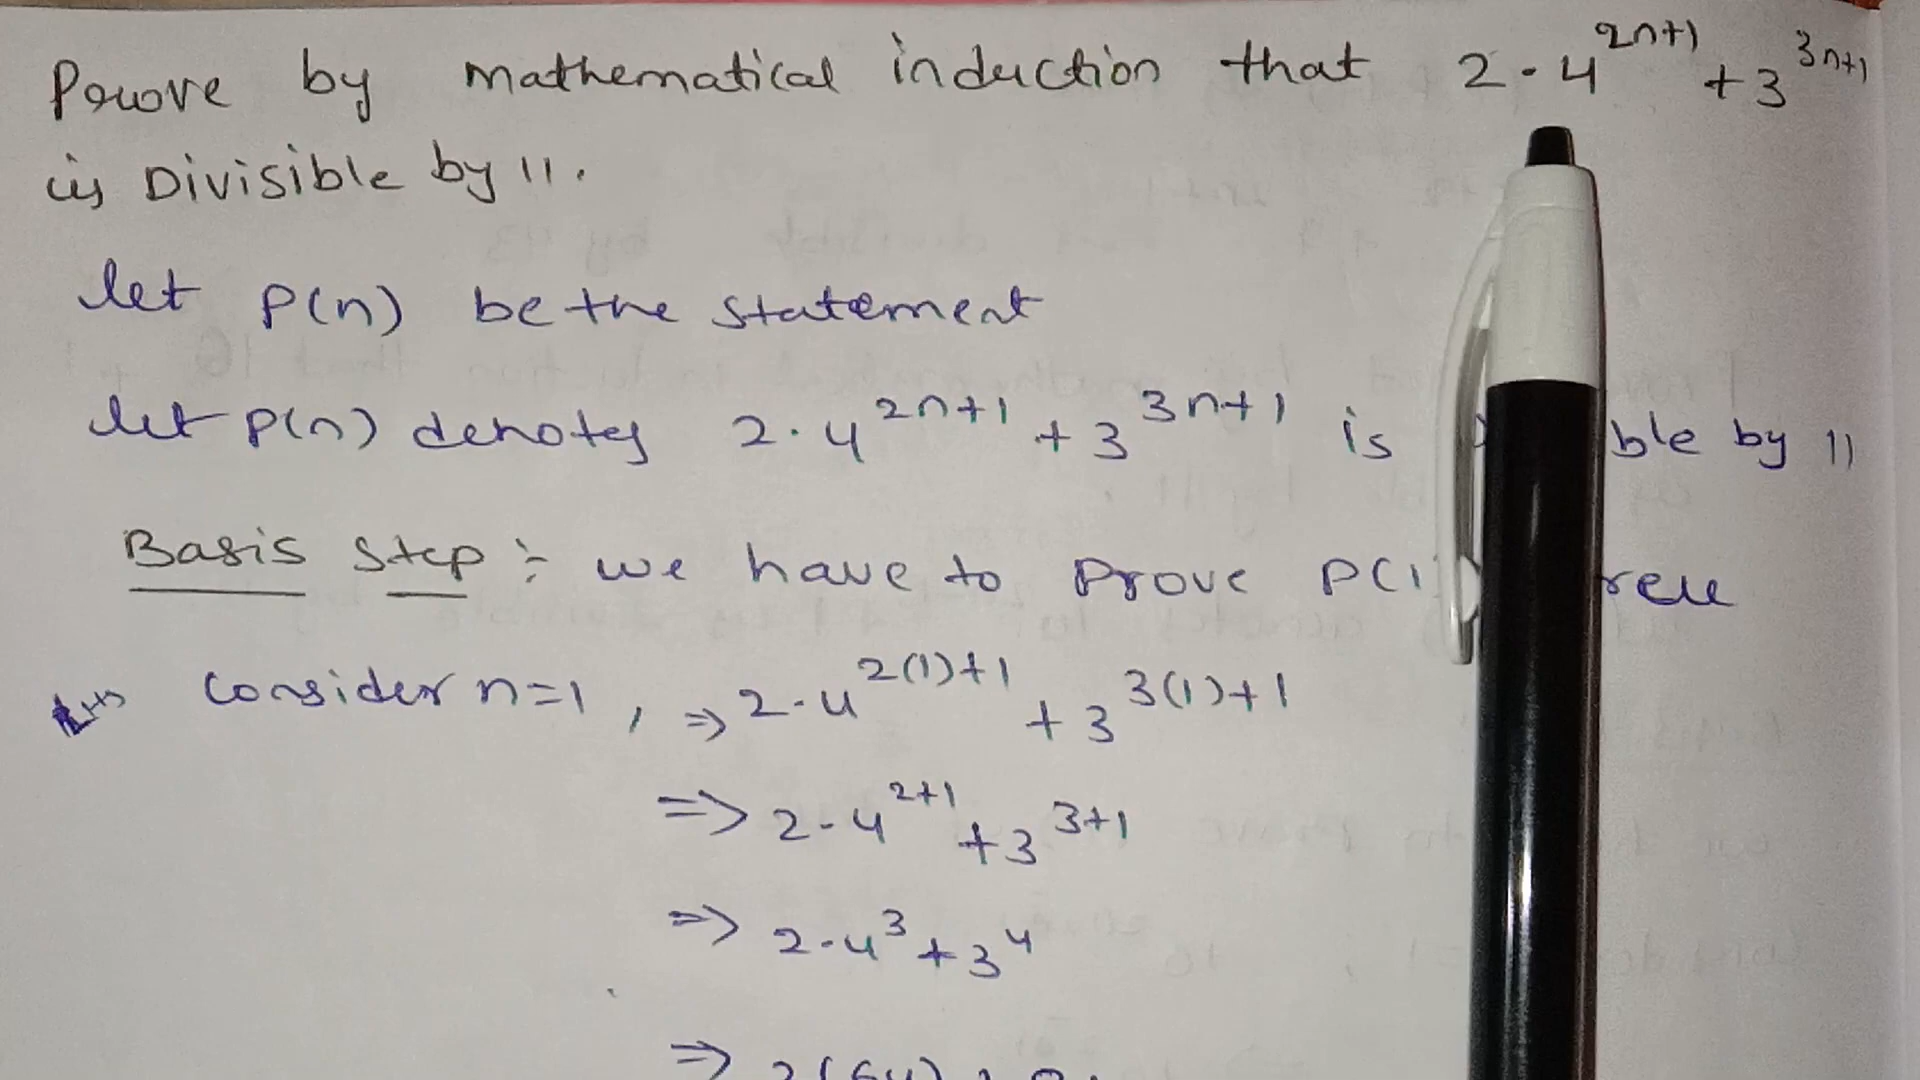 Prove by mathematical induction that 2·4^{2n+1} + 3^{3n+1}
is Divisible by 11.
let P(n) be the statement
let P(n) denotes 2·4^{2n+1} + 3^{3n+1} is ble by 11
Basis Step :- we have to prove P(1
Consider n=1, ⇒ 2·4^{2(1)+1} + 3^{3(1)+1}
⇒ 2·4^{2+1} + 3^{3+1}
⇒ 2·4^3 + 3^4
⇒ 2(64) +